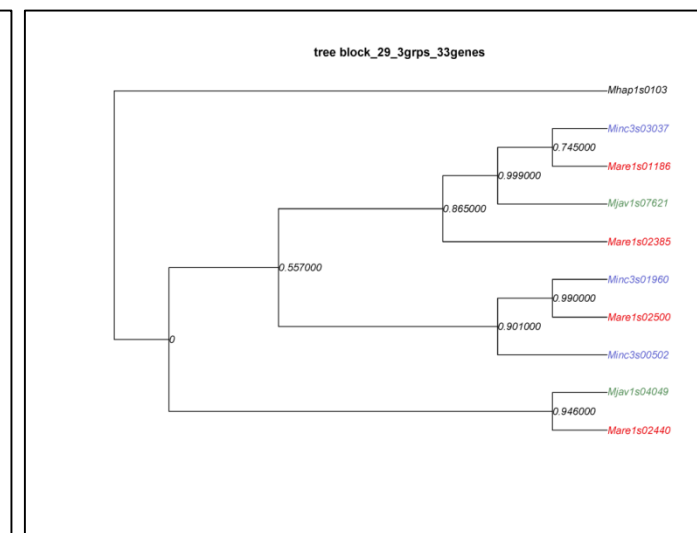 tree block_29_3grps_33genes
Mhap1s0103
Minc3s03037
0.745000
Mare1s01186
0.999000
Mjav1s07621
0.865000
Mare1s02385
0.557000
Minc3s01960
0.990000
Mare1s02500
0.901000
Minc3s00502
0
Mjav1s04049
0.946000
Mare1s02440